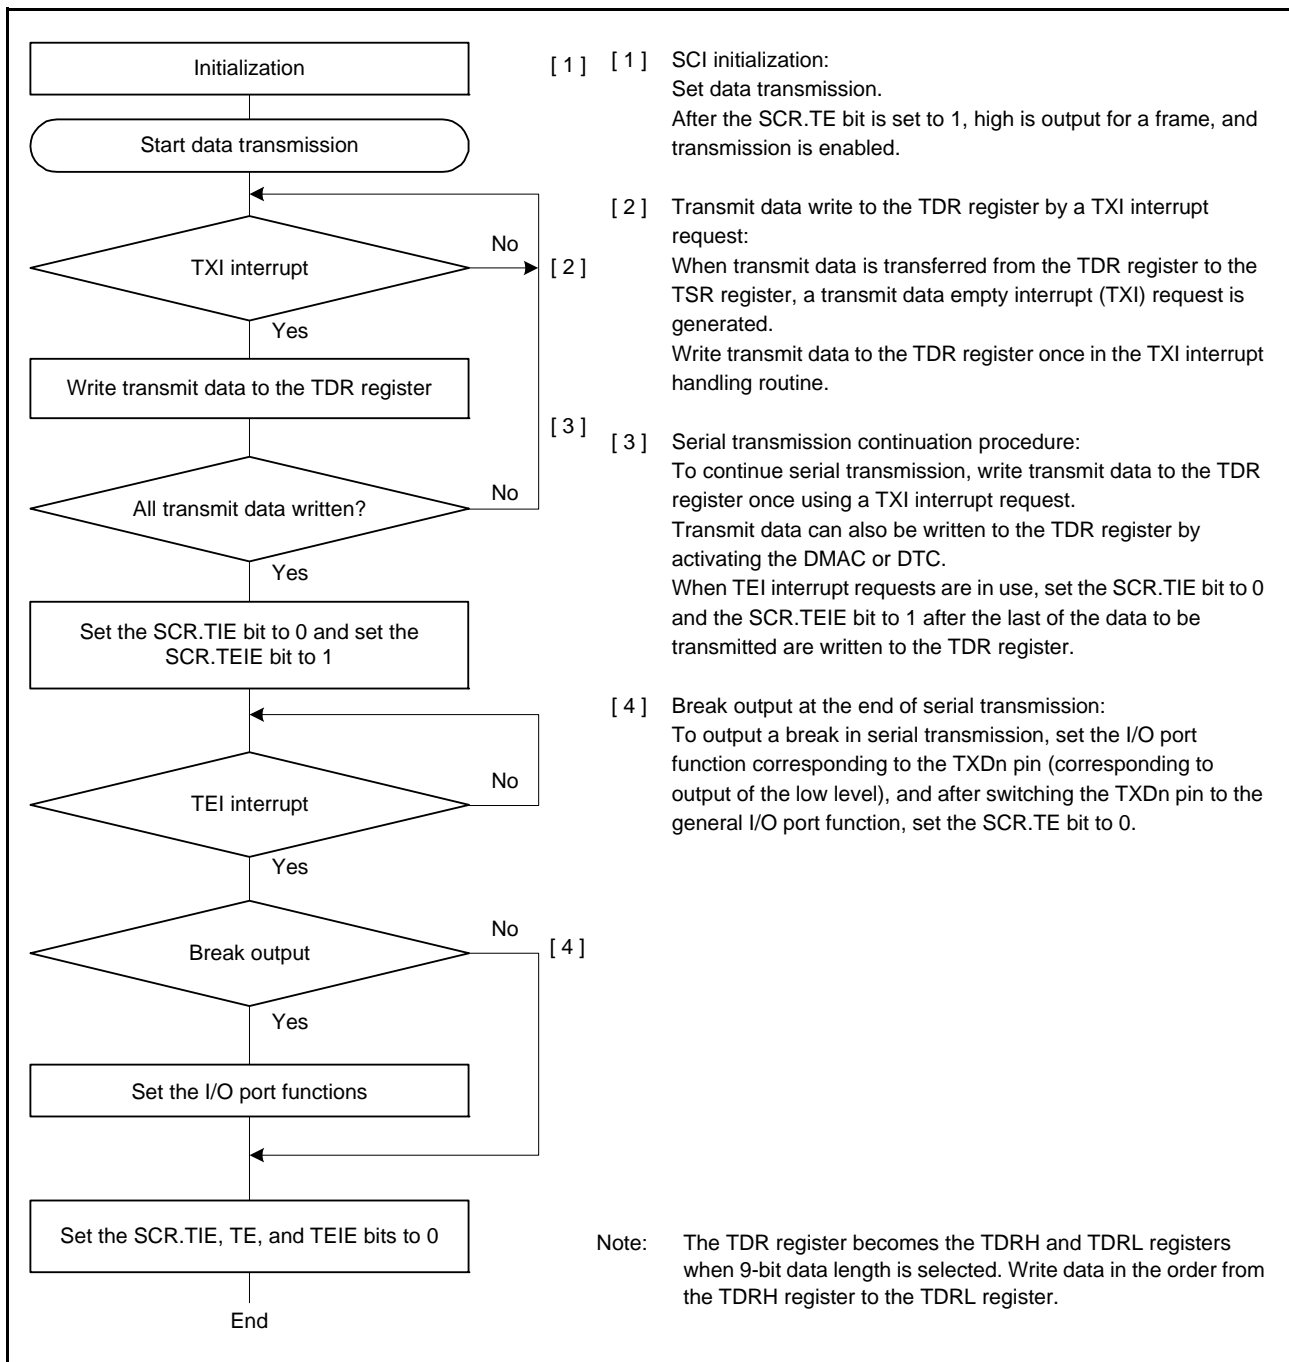 Initialization
[ 1 ]
Start data transmission
TXI interrupt
No
[ 2 ]
Yes
Write transmit data to the TDR register
[ 3 ]
All transmit data written?
No
Yes
Set the SCR.TIE bit to 0 and set the
SCR.TEIE bit to 1
TEI interrupt
No
Yes
Break output
No
[ 4 ]
Yes
Set the I/O port functions
Set the SCR.TIE, TE, and TEIE bits to 0
End
[ 1 ] SCI initialization:
Set data transmission.
After the SCR.TE bit is set to 1, high is output for a frame, and
transmission is enabled.
[ 2 ] Transmit data write to the TDR register by a TXI interrupt
request:
When transmit data is transferred from the TDR register to the
TSR register, a transmit data empty interrupt (TXI) request is
generated.
Write transmit data to the TDR register once in the TXI interrupt
handling routine.
[ 3 ] Serial transmission continuation procedure:
To continue serial transmission, write transmit data to the TDR
register once using a TXI interrupt request.
Transmit data can also be written to the TDR register by
activating the DMAC or DTC.
When TEI interrupt requests are in use, set the SCR.TIE bit to 0
and the SCR.TEIE bit to 1 after the last of the data to be
transmitted are written to the TDR register.
[ 4 ] Break output at the end of serial transmission:
To output a break in serial transmission, set the I/O port
function corresponding to the TXDn pin (corresponding to
output of the low level), and after switching the TXDn pin to the
general I/O port function, set the SCR.TE bit to 0.
Note: The TDR register becomes the TDRH and TDRL registers
when 9-bit data length is selected. Write data in the order from
the TDRH register to the TDRL register.